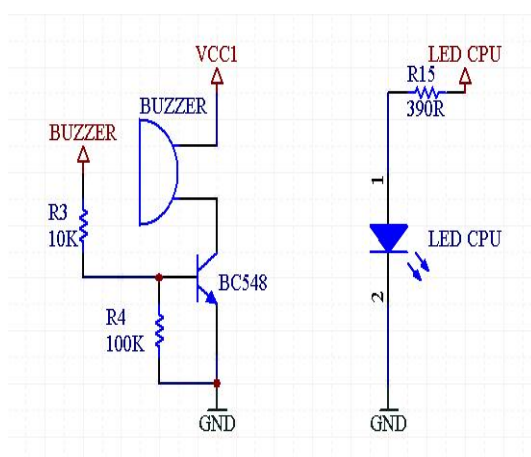 VCC1
BUZZER
BUZZER
R3
10K
BC548
R4
100K
GND
LED CPU
R15
390R
1
LED CPU
2
GND